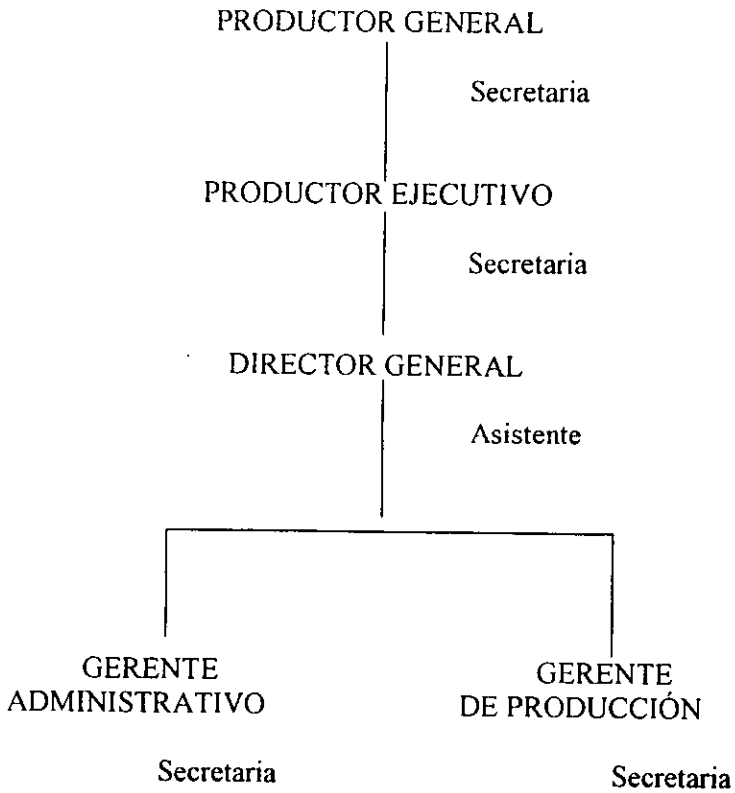 PRODUCTOR GENERAL
Secretaria
PRODUCTOR EJECUTIVO
Secretaria
DIRECTOR GENERAL
Asistente
GERENTE
ADMINISTRATIVO
Secretaria
GERENTE
DE PRODUCCIÓN
Secretaria